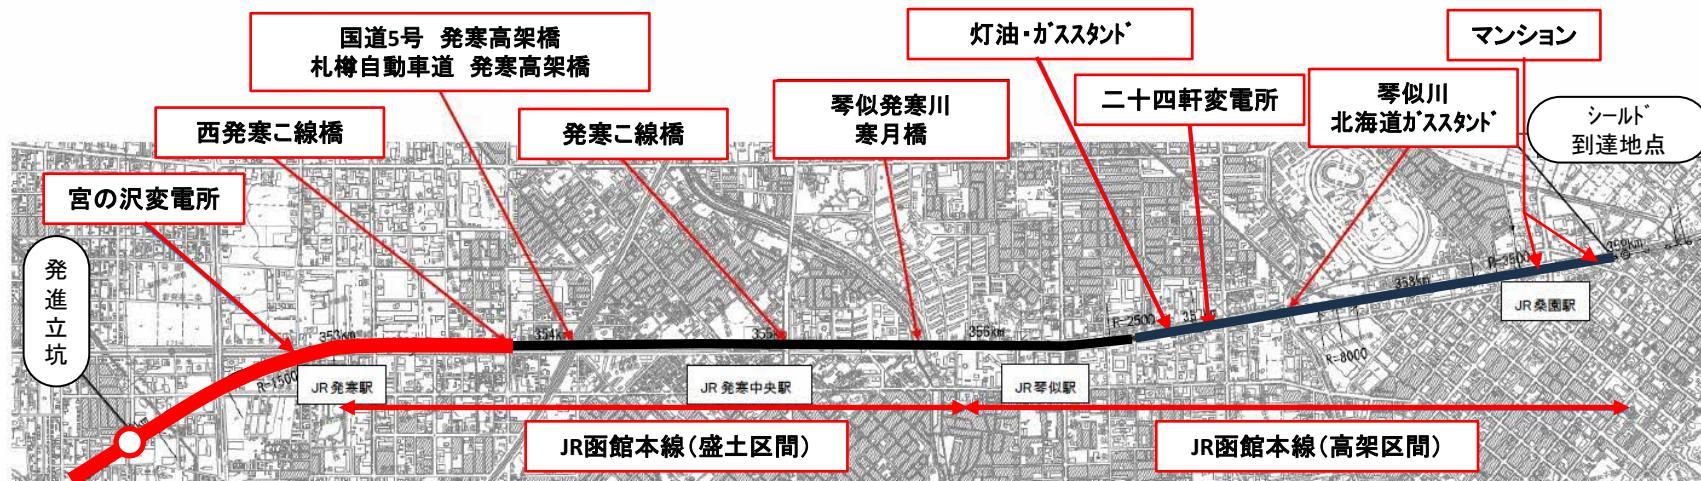 国道5号 発寒高架橋
札樽自動車道 発寒高架橋
灯油・ｶﾞｽｽﾀﾝﾄﾞ
マンション
西発寒こ線橋
発寒こ線橋
琴似発寒川
寒月橋
二十四軒変電所
琴似川
北海道ｶﾞｽｽﾀﾝﾄﾞ
ｼｰﾙﾄﾞ
到達地点
宮の沢変電所
発進立坑
353km
354k
355k
356km
R=2500
35
358km
R=3500
359km
R=1500
R=8000
JR発寒駅
JR発寒中央駅
JR琴似駅
JR桑園駅
JR函館本線（盛土区間）
JR函館本線（高架区間）